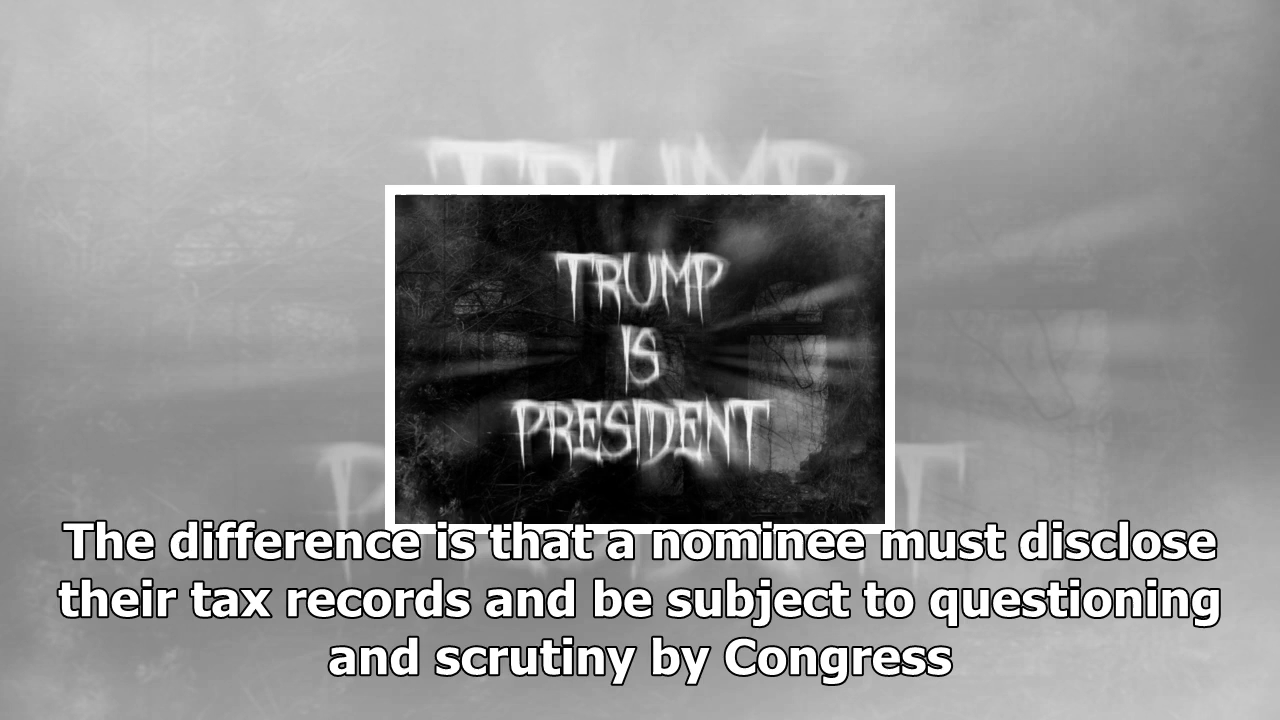 TRUMP
IS
PRESIDENT
The difference is that a nominee must disclose
their tax records and be subject to questioning
and scrutiny by Congress